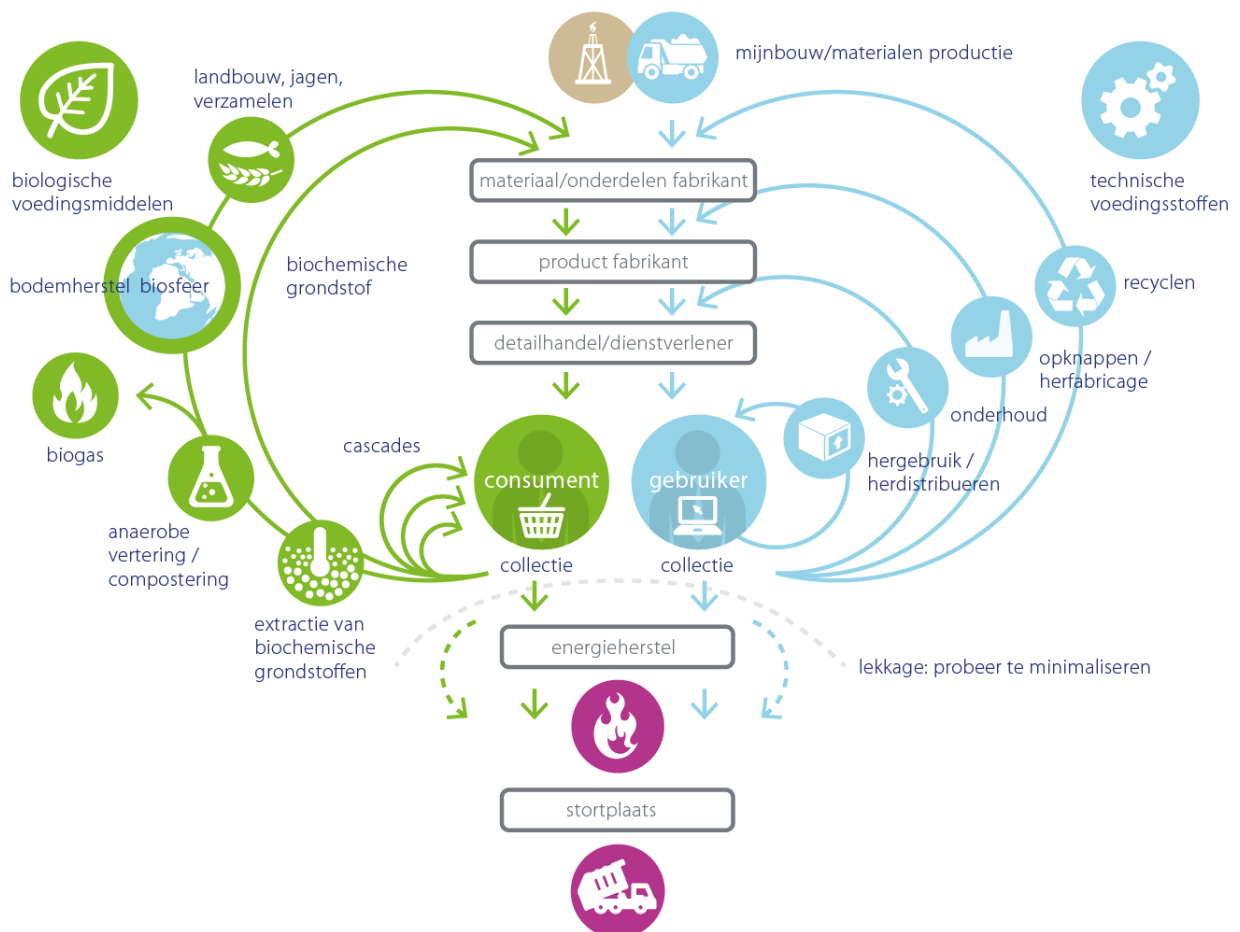 mijnbouw/materialen productie
landbouw, jagen,
verzamelen
biologische
voedingsmiddelen
technische
voedingsstoffen
materiaal/onderdelen fabrikant
biochemische
grondstof
product fabrikant
bodemherstel biosfeer
recyclen
detailhandel/dienstverlener
opknappen /
herfabricage
onderhoud
biogas
cascades
consument
gebruiker
hergebruik /
herdistribueren
anaerobe
vertering /
compostering
collectie
collectie
extractie van
biochemische
grondstoffen
energieherstel
lekkage: probeer te minimaliseren
stortplaats